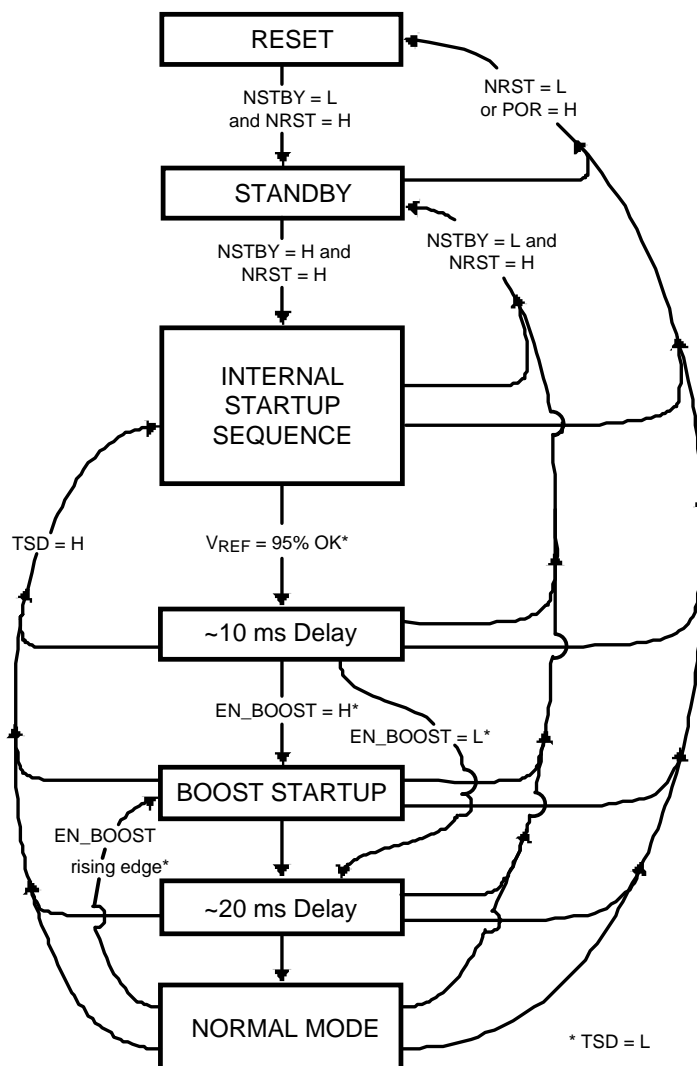 RESET
NRST = L
or POR = H
NSTBY = L
and NRST = H
STANDBY
NSTBY = L and
NRST = H
NSTBY = H and
NRST = H
INTERNAL
STARTUP
SEQUENCE
TSD = H
VREF = 95% OK*
~10 ms Delay
EN_BOOST = H*
EN_BOOST = L*
BOOST STARTUP
EN_BOOST
rising edge*
~20 ms Delay
NORMAL MODE
* TSD = L